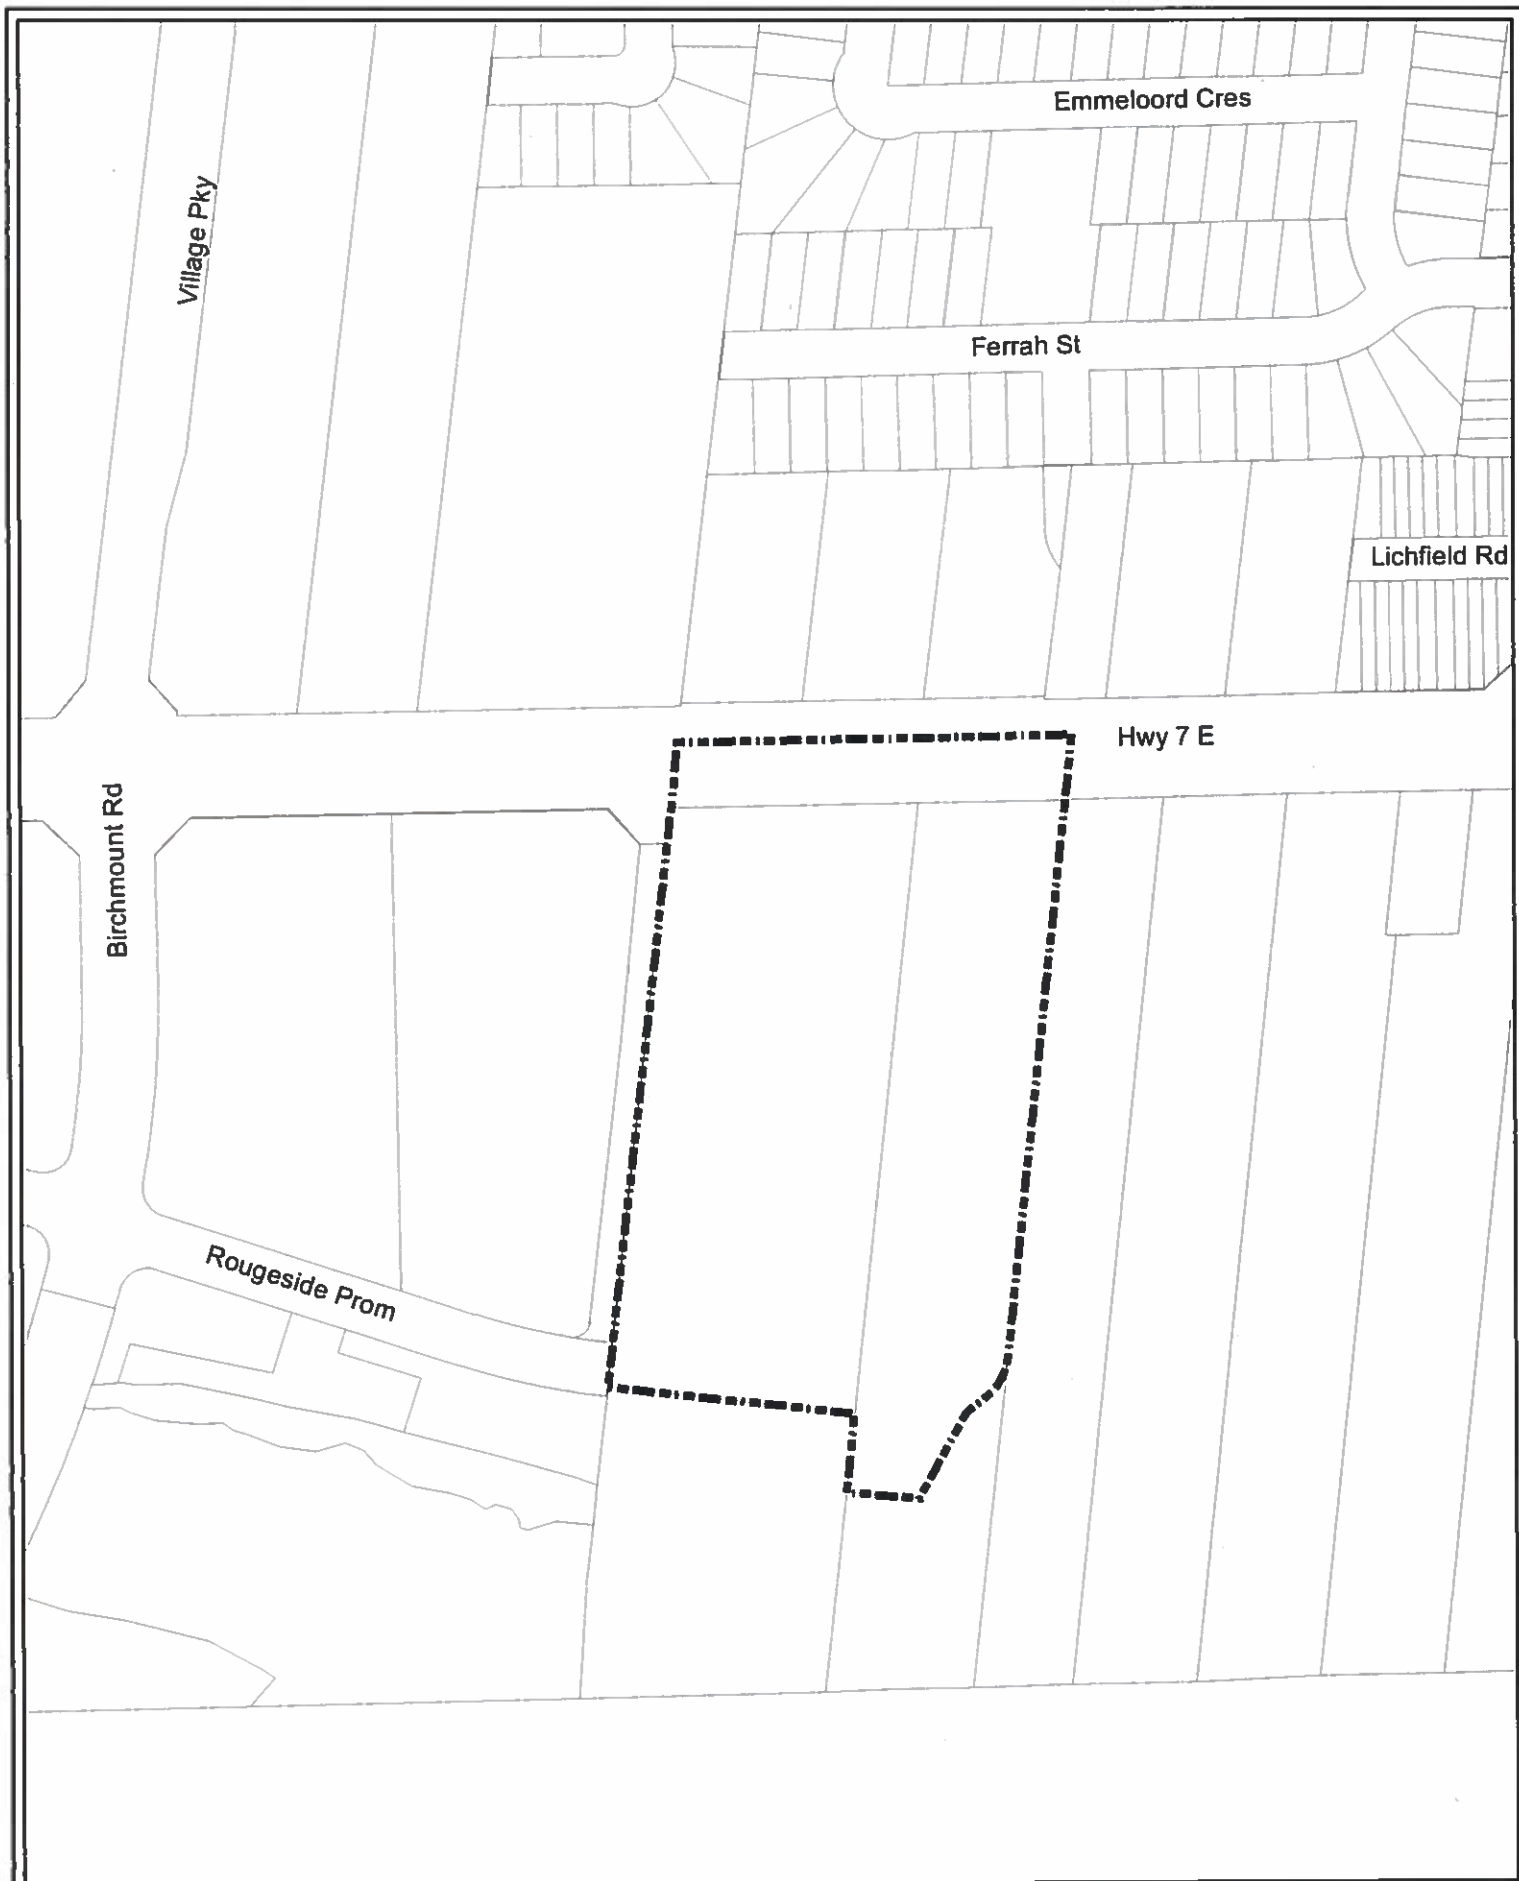 Emmeloord Cres
Village Pky
Ferrah St
Lichfield Rd
Hwy 7 E
Birchmount Rd
Rougeside Prom